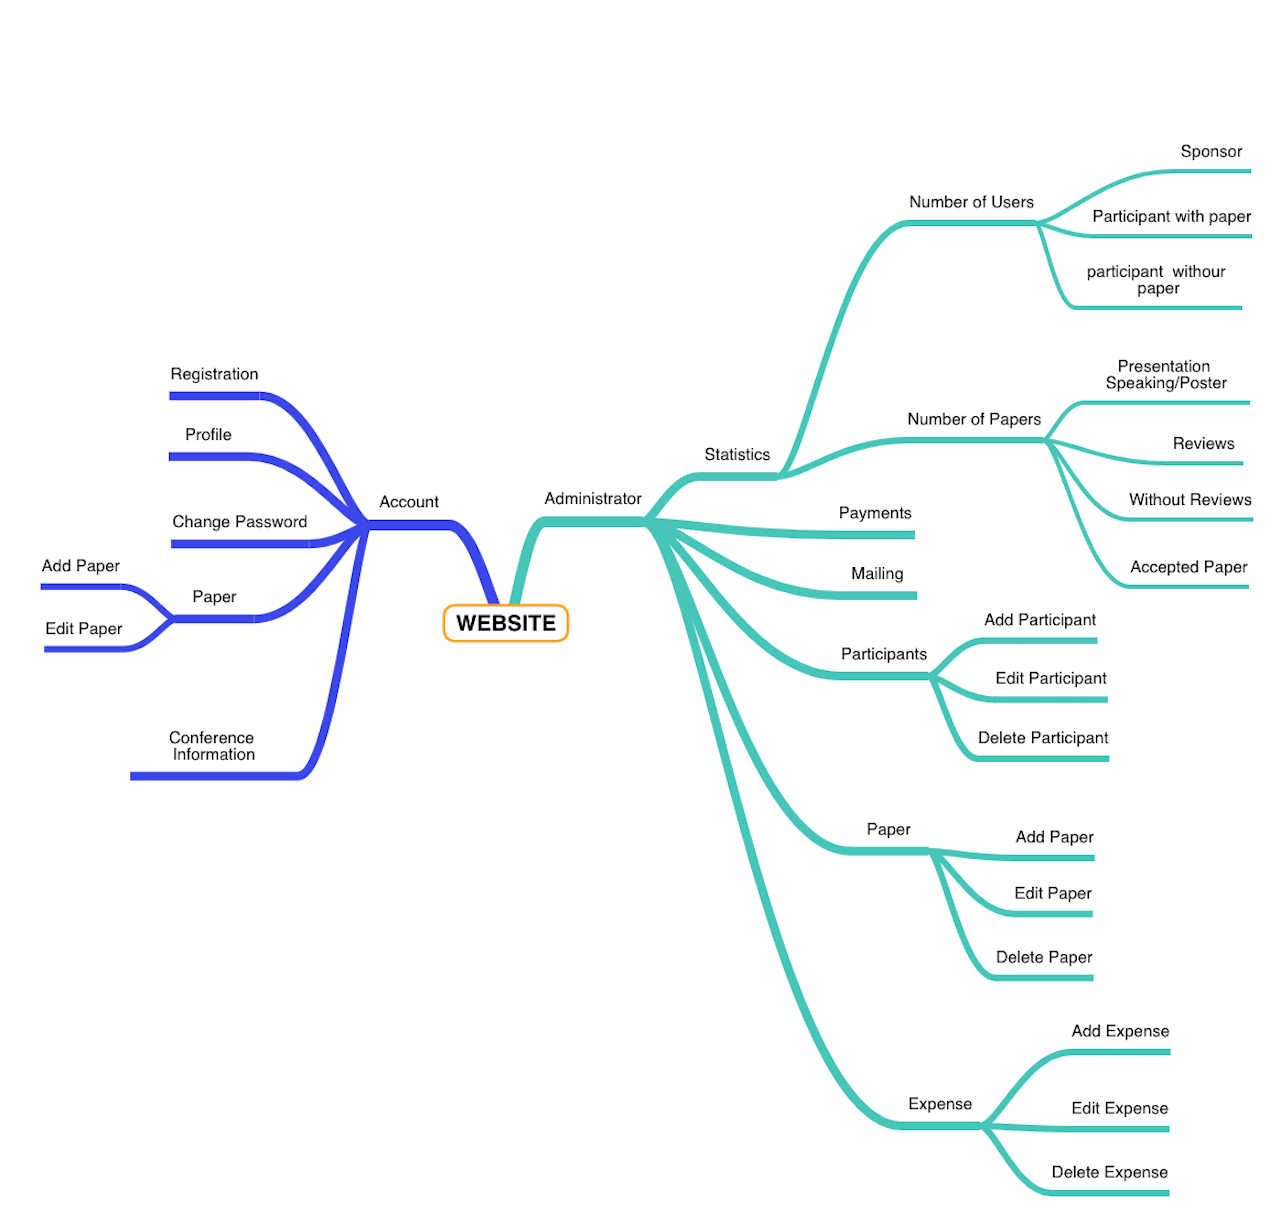 WEBSITE
Account
Registration
Profile
Change Password
Paper
Add Paper
Edit Paper
Conference
Information
Administrator
Statistics
Number of Users
Sponsor
Participant with paper
participant  withour
paper
Number of Papers
Presentation
Speaking/Poster
Reviews
Without Reviews
Accepted Paper
Payments
Mailing
Participants
Add Participant
Edit Participant
Delete Participant
Paper
Add Paper
Edit Paper
Delete Paper
Expense
Add Expense
Edit Expense
Delete Expense